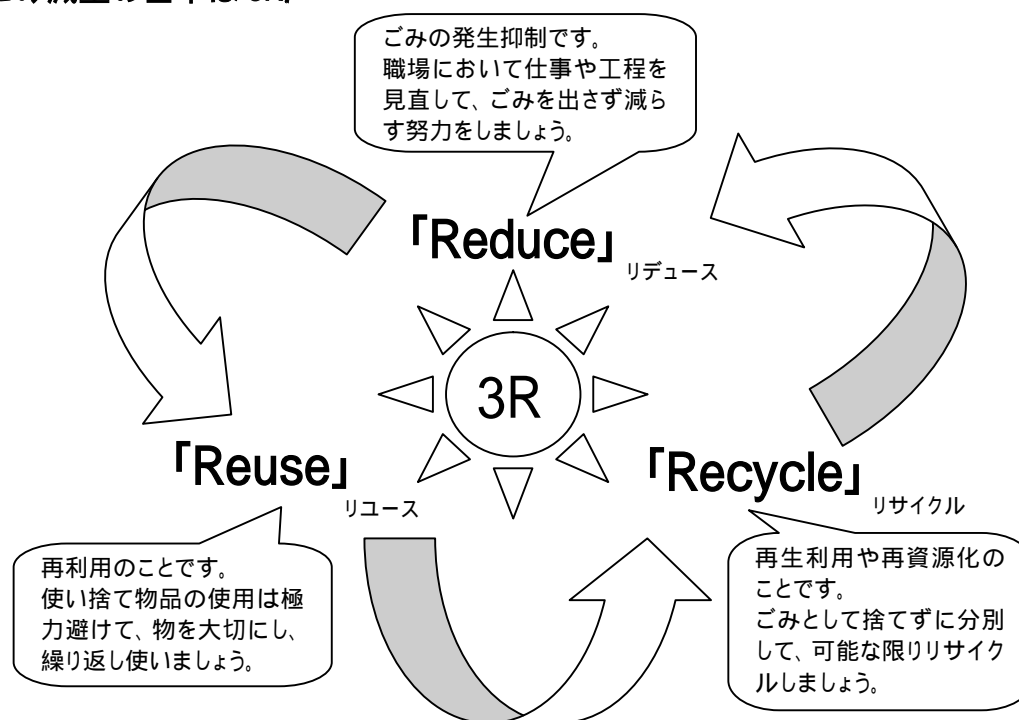 ごみの発生抑制です。
職場において仕事や工程を
見直して、ごみを出さず減ら
す努力をしましょう。
「Reduce」
リデュース
3R
「Reuse」
リユース
「Recycle」
リサイクル
再利用のことです。
使い捨て物品の使用は極
力避けて、物を大切にし、
繰り返し使いましょう。
再生利用や再資源化の
ことです。
ごみとして捨てずに分別
して、可能な限りリサイク
ルしましょう。